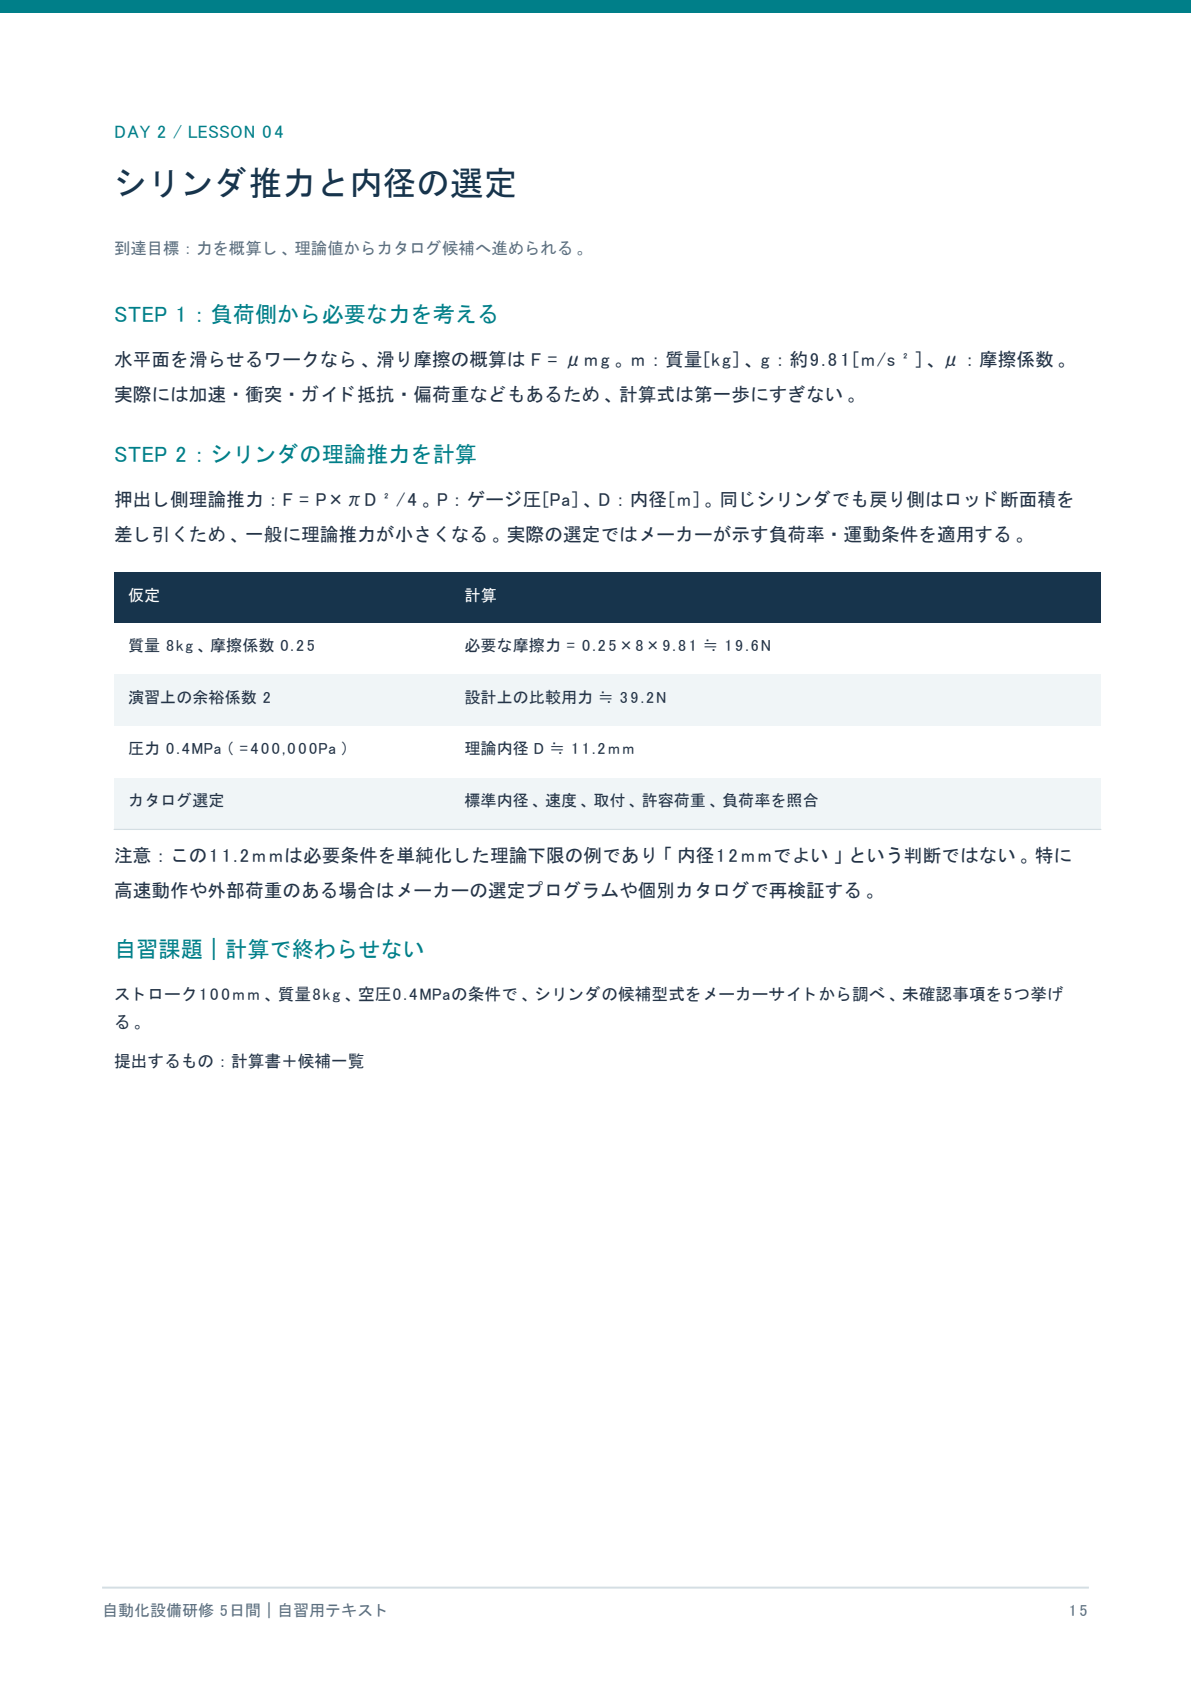 DAY 2 / LESSON 04
シリンダ推力と内径の選定
到達目標：力を概算し、理論値からカタログ候補へ進められる。
STEP 1：負荷側から必要な力を考える
水平面を滑らせるワークなら、滑り摩擦の概算は F = μmg。m：質量[kg]、g：約9.81[m/s²]、μ：摩擦係数。
実際には加速・衝突・ガイド抵抗・偏荷重などもあるため、計算式は第一歩にすぎない。
STEP 2：シリンダの理論推力を計算
押出し側理論推力：F = P×πD²/4。P：ゲージ圧[Pa]、D：内径[m]。同じシリンダでも戻り側はロッド断面積を
差し引くため、一般に理論推力が小さくなる。実際の選定ではメーカーが示す負荷率・運動条件を適用する。
仮定 計算
質量 8kg、摩擦係数 0.25 必要な摩擦力 = 0.25×8×9.81 ≒ 19.6N
演習上の余裕係数 2 設計上の比較用力 ≒ 39.2N
圧力 0.4MPa（=400,000Pa） 理論内径 D ≒ 11.2mm
カタログ選定 標準内径、速度、取付、許容荷重、負荷率を照合
注意：この11.2mmは必要条件を単純化した理論下限の例であり「内径12mmでよい」という判断ではない。特に
高速動作や外部荷重のある場合はメーカーの選定プログラムや個別カタログで再検証する。
自習課題｜計算で終わらせない
ストローク100mm、質量8kg、空圧0.4MPaの条件で、シリンダの候補型式をメーカーサイトから調べ、未確認事項を5つ挙げ
る。
提出するもの：計算書＋候補一覧
自動化設備研修 5日間｜自習用テキスト 15